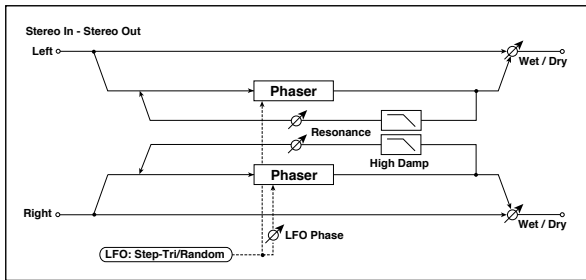 Stereo In - Stereo Out
Left
Wet / Dry
Phaser
Resonance
High Damp
Phaser
Right
LFO Phase
Wet / Dry
LFO: Step-Tri/Random